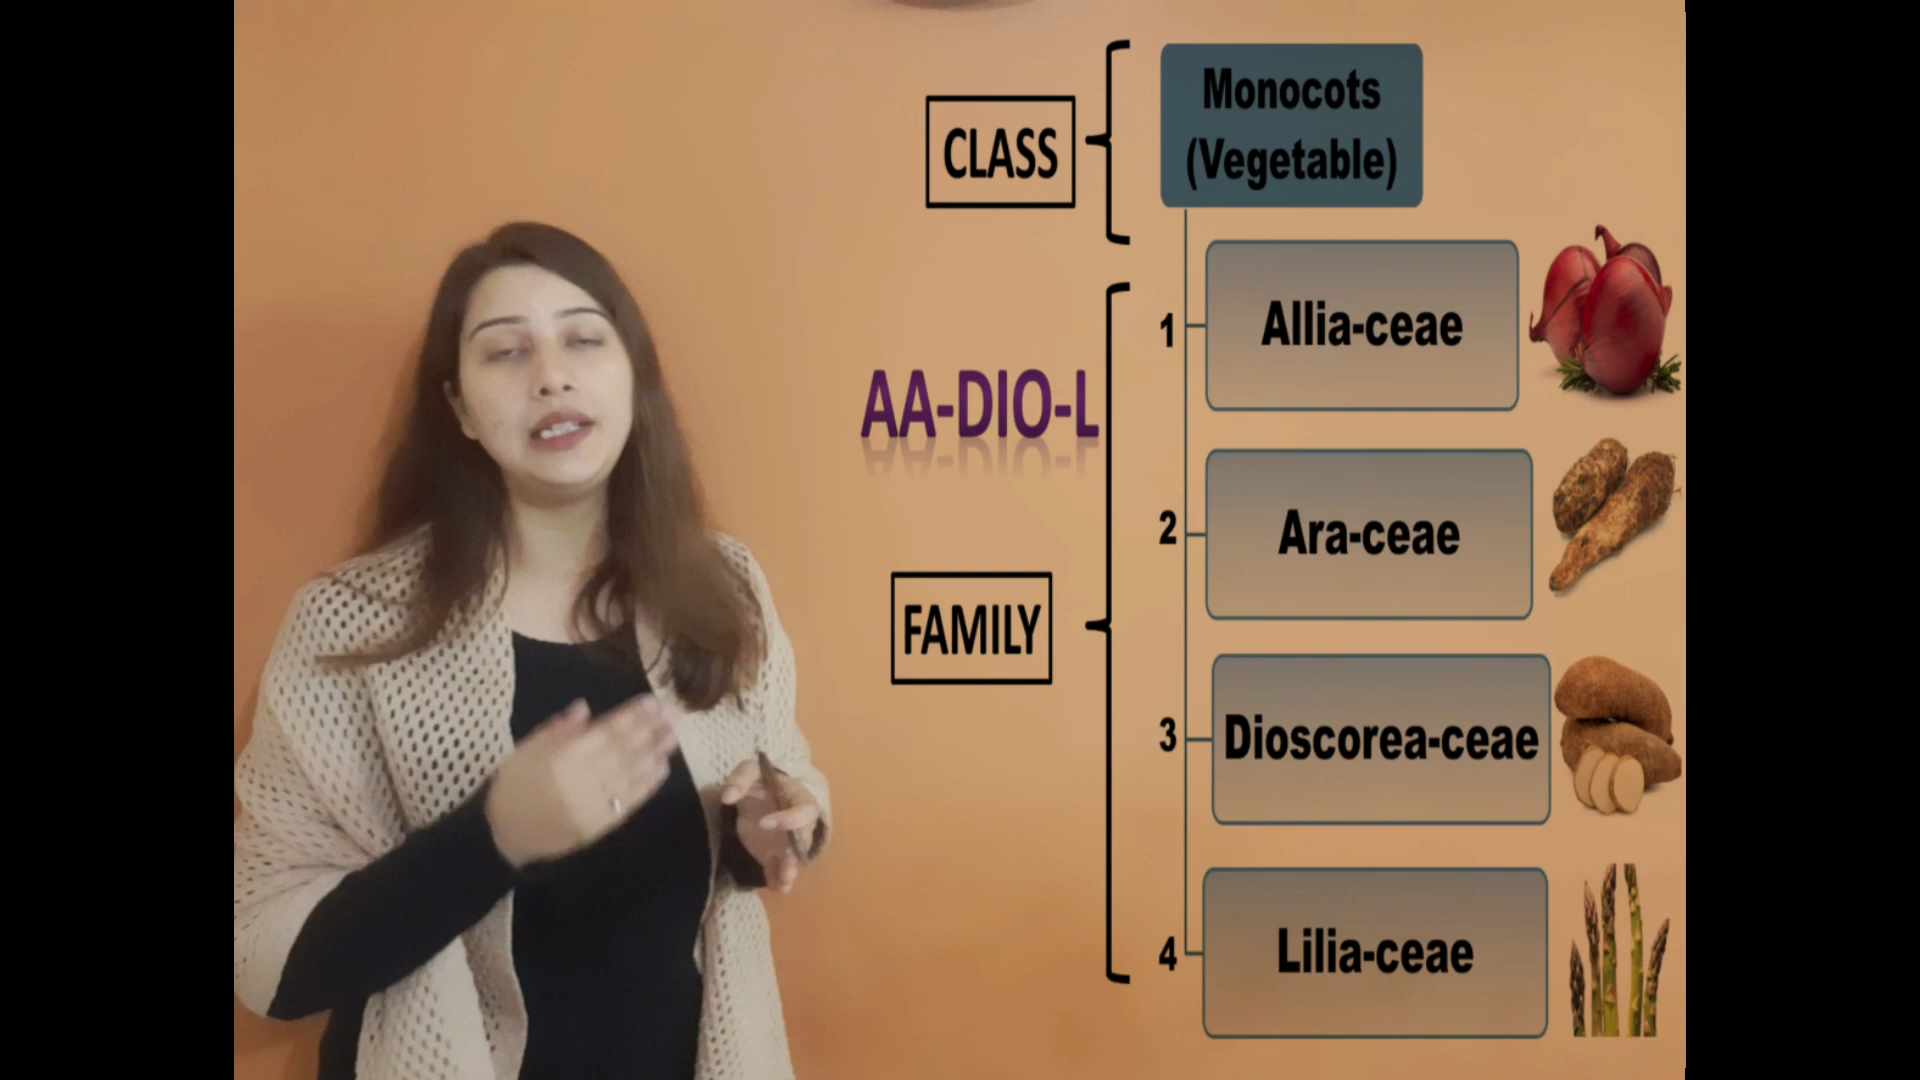 CLASS
Monocots
(Vegetable)
AA-DIO-L
FAMILY
1
Allia-ceae
2
Ara-ceae
3
Dioscorea-ceae
4
Lilia-ceae